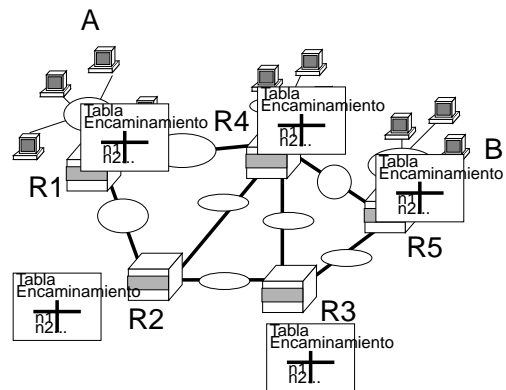 A
Tabla
Encaminamiento
n1
n2...
R4
Tabla
Encaminamiento
n1
n2...
B
R1
Tabla
Encaminamiento
n1
n2...
R5
Tabla
Encaminamiento
n1
n2...
R2
R3
Tabla
Encaminamiento
n1
n2...